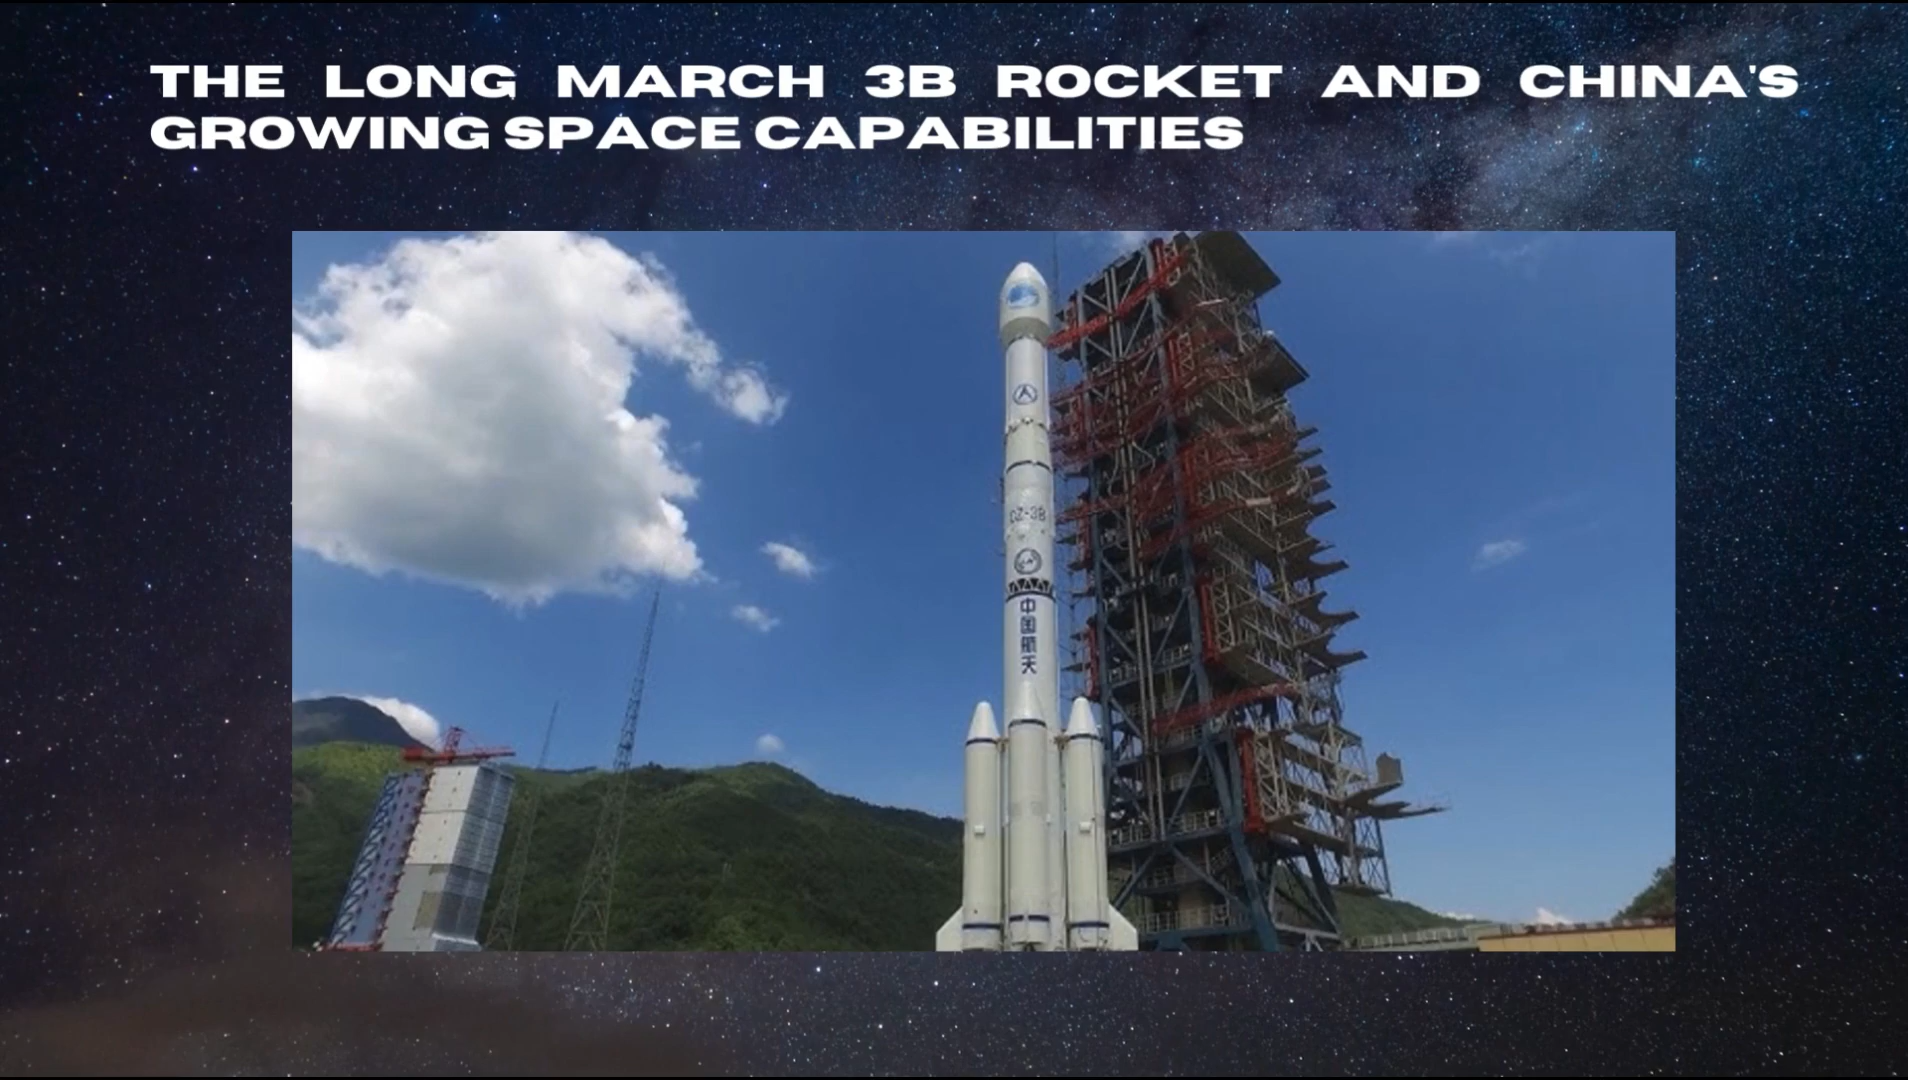 THE LONG MARCH 3B ROCKET AND CHINA'S
GROWING SPACE CAPABILITIES
CZ-3B
中国航天